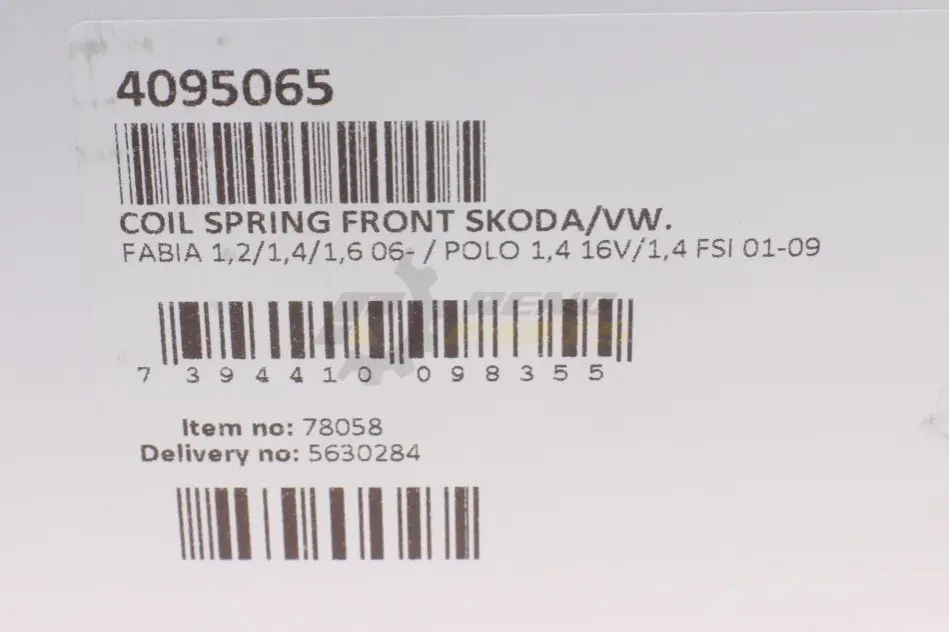 4095065
COIL SPRING FRONT SKODA/VW.
FABIA 1,2/1,4/1,6 06- / POLO 1,4 16V/1,4 FSI 01-09
7 394410 098355
Item no: 78058
Delivery no: 5630284